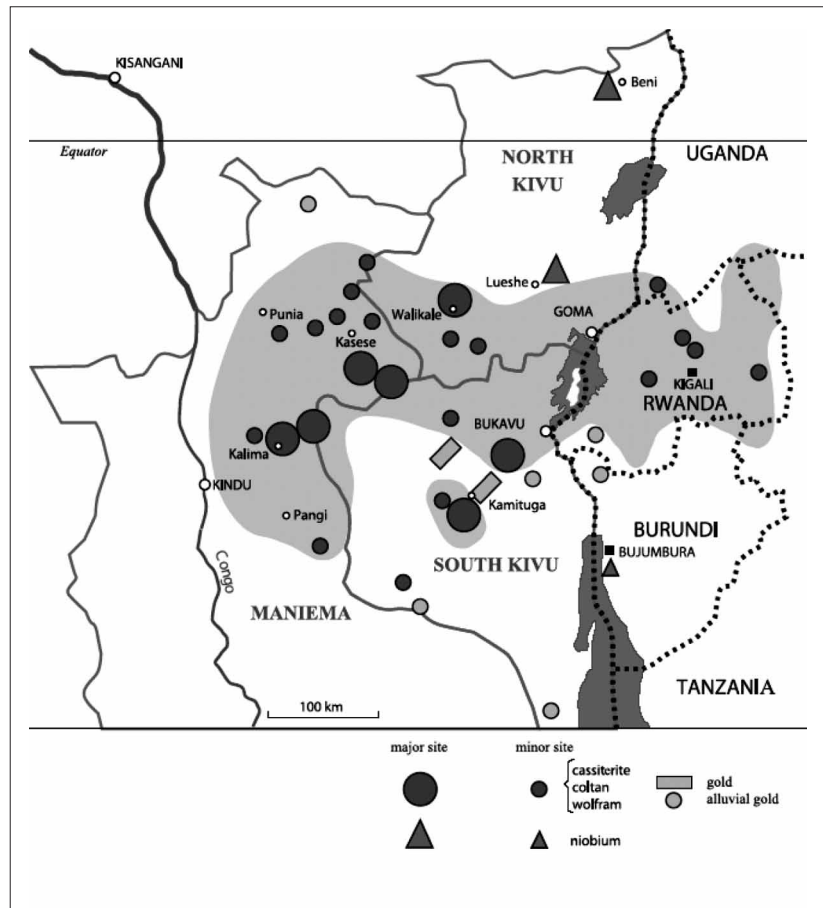 KISANGANI
Beni
Equator
UGANDA
NORTH
KIVU
Lueshe
Punia
Walikale
GOMA
Kasese
KIGALI
RWANDA
BUKAVU
Kalima
KINDU
Kamituga
Pangi
BURUNDI
SOUTH KIVU
BUJUMBURA
Congo
MANIEMA
TANZANIA
100 km
major site
minor site
cassiterite
coltan
wolfram
gold
alluvial gold
niobium